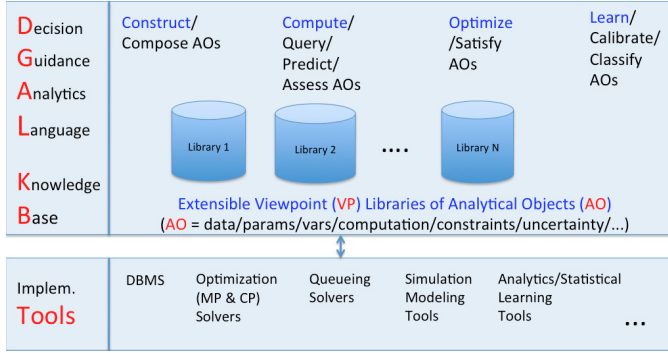 Decision
Guidance
Analytics
Language
Knowledge
Base
Construct/
Compose AOs
Compute/
Query/
Predict/
Assess AOs
Optimize
/Satisfy
AOs
Learn/
Calibrate/
Classify
AOs
Library 1
Library 2
....
Library N
Extensible Viewpoint (VP) Libraries of Analytical Objects (AO)
(AO = data/params/vars/computation/constraints/uncertainty/...)
Implem.
Tools
DBMS
Optimization
(MP & CP)
Solvers
Queueing
Solvers
Simulation
Modeling
Tools
Analytics/Statistical
Learning
Tools
...